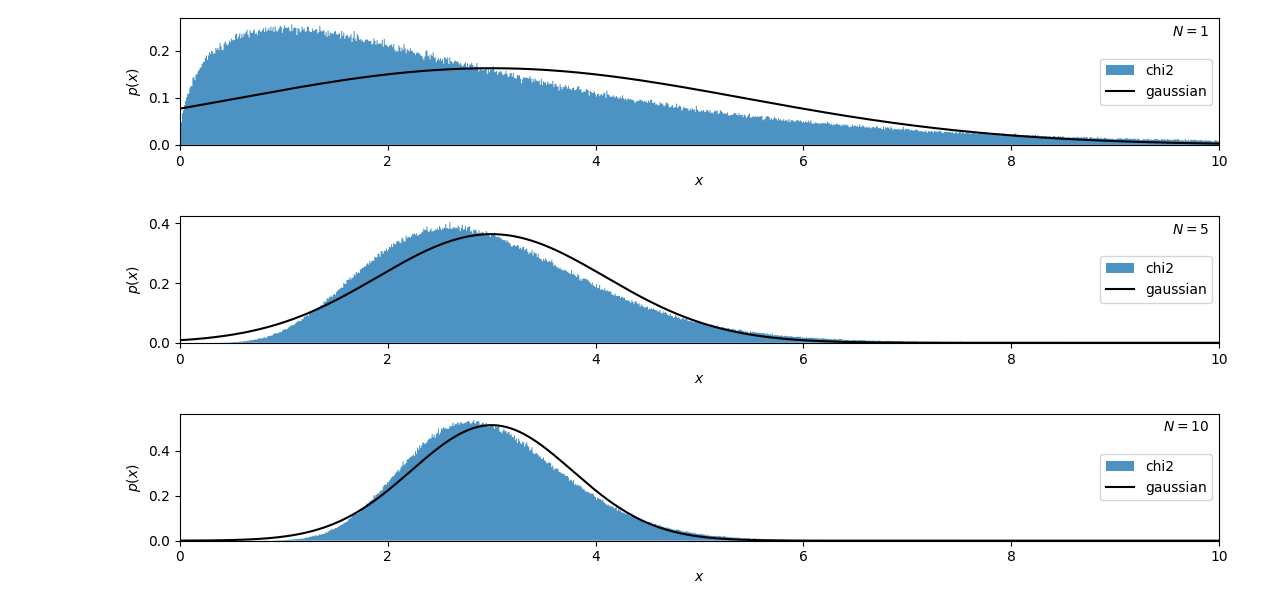 N = 1
0.2
0.1
0.0
p(x)
chi2
gaussian
0 2 4 6 8 10
x
N = 5
0.4
0.2
0.0
p(x)
chi2
gaussian
0 2 4 6 8 10
x
N = 10
0.4
0.2
0.0
p(x)
chi2
gaussian
0 2 4 6 8 10
x